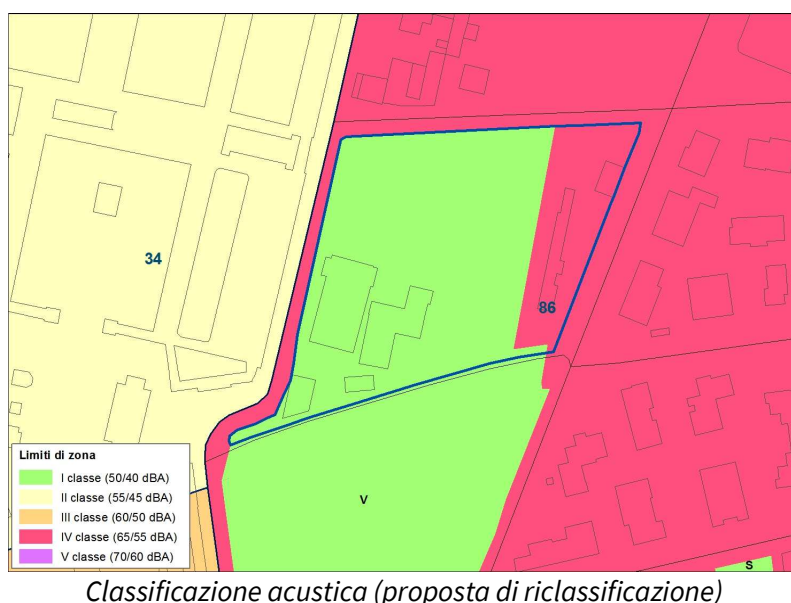 34
86
V
S
Limiti di zona
I classe (50/40 dBA)
II classe (55/45 dBA)
III classe (60/50 dBA)
IV classe (65/55 dBA)
V classe (70/60 dBA)
Classificazione acustica (proposta di riclassificazione)